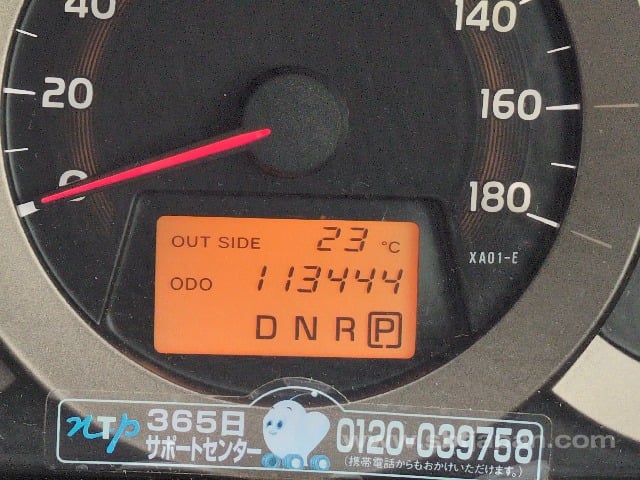 40
20
0
140
160
180
OUT SIDE 23 °C
ODO 113444
D N R P
XA01-E
NTP 365日
サポートセンター
0120-039758
(携帯電話からもおかけいただけます。)